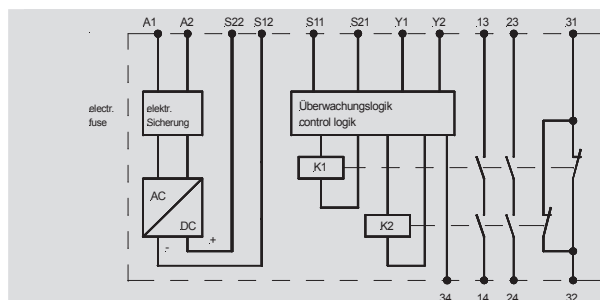 A1 A2 S22 S12 S11 S21 Y1 Y2 13 23 31
electr.
fuse
elektr.
Sicherung
Überwachungslogik
control logik
K1
AC
DC
K2
- +
34 14 24 32